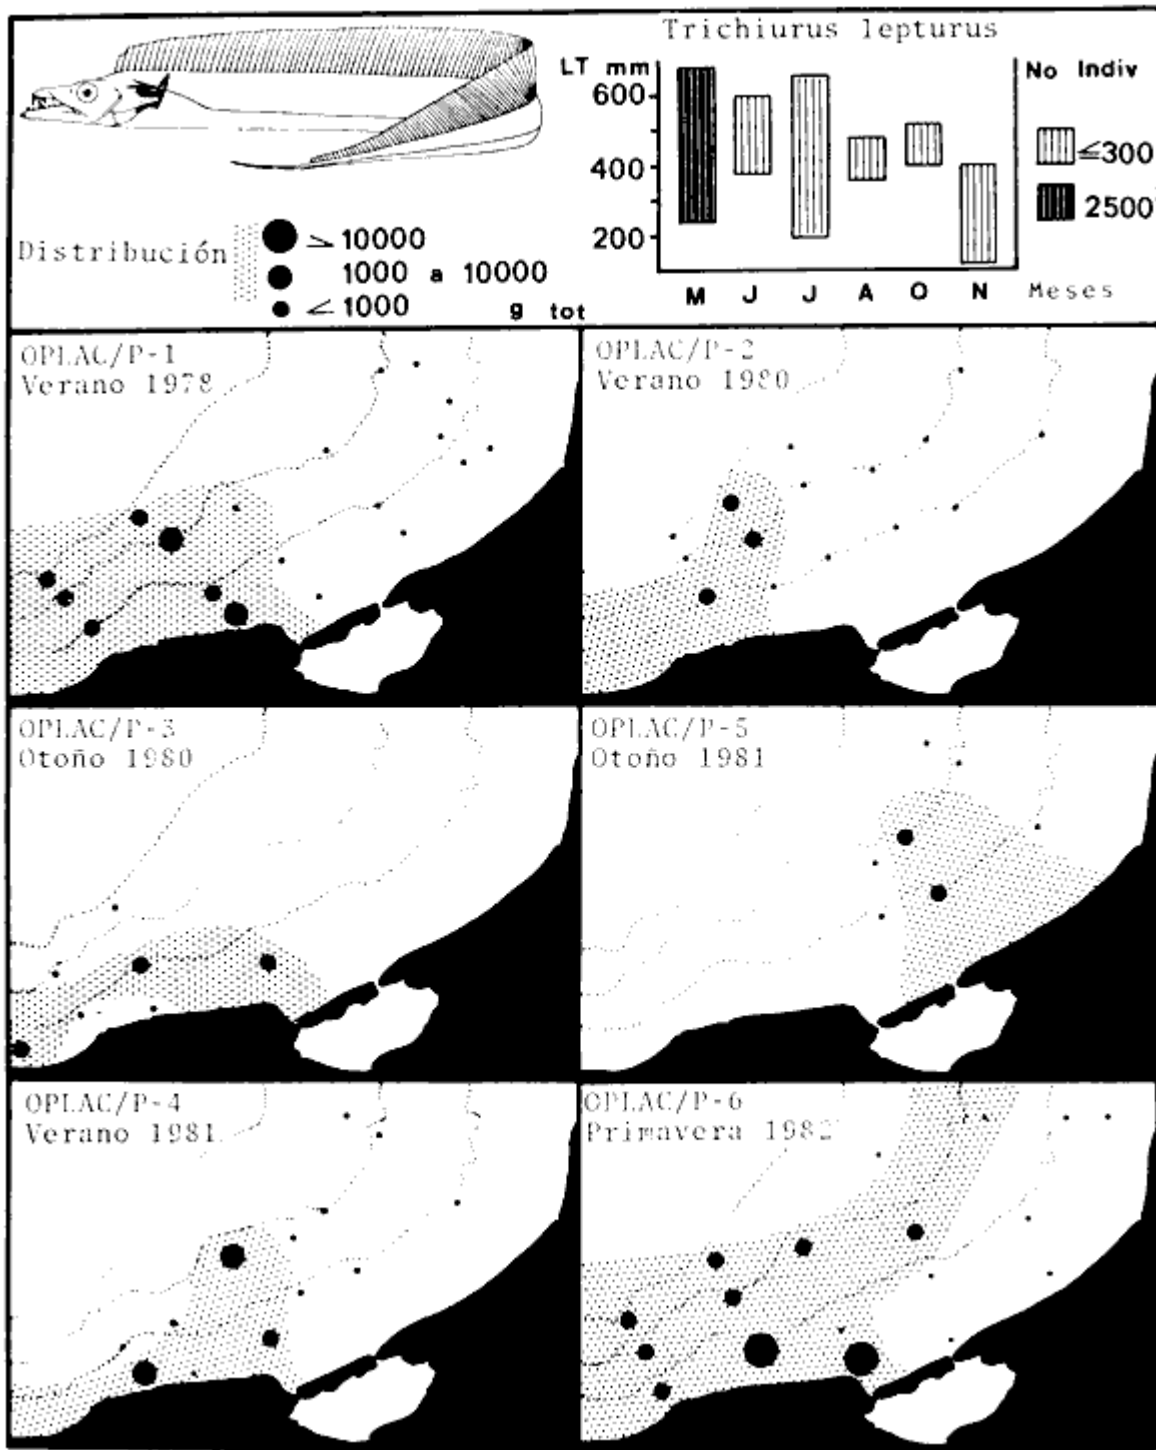 Trichiurus lepturus
LT mm
600
400
200
M J J A O N Meses
No Indiv
≤300
2500
Distribución
≥ 10000
1000 a 10000
< 1000 g tot
OPLAC/P-1
Verano 1978
OPLAC/P-2
Verano 1980
OPLAC/P-3
Otoño 1980
OPLAC/P-5
Otoño 1981
OPLAC/P-4
Verano 1981
OPLAC/P-6
Primavera 1982